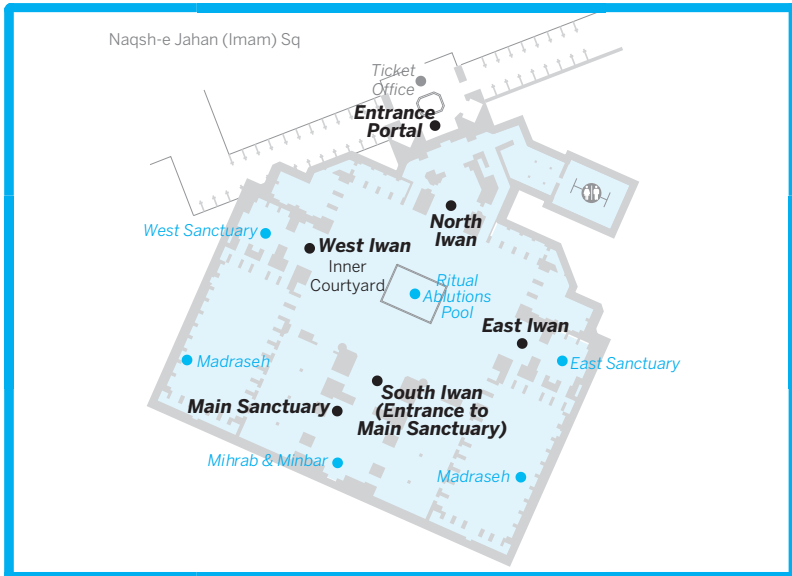 Naqsh-e Jahan (Imam) Sq
Ticket
Office
Entrance
Portal
North
Iwan
West Sanctuary
West Iwan
Inner
Courtyard
Ritual
Ablutions
Pool
East Iwan
East Sanctuary
Madraseh
South Iwan
(Entrance to
Main Sanctuary)
Main Sanctuary
Mihrab & Minbar
Madraseh